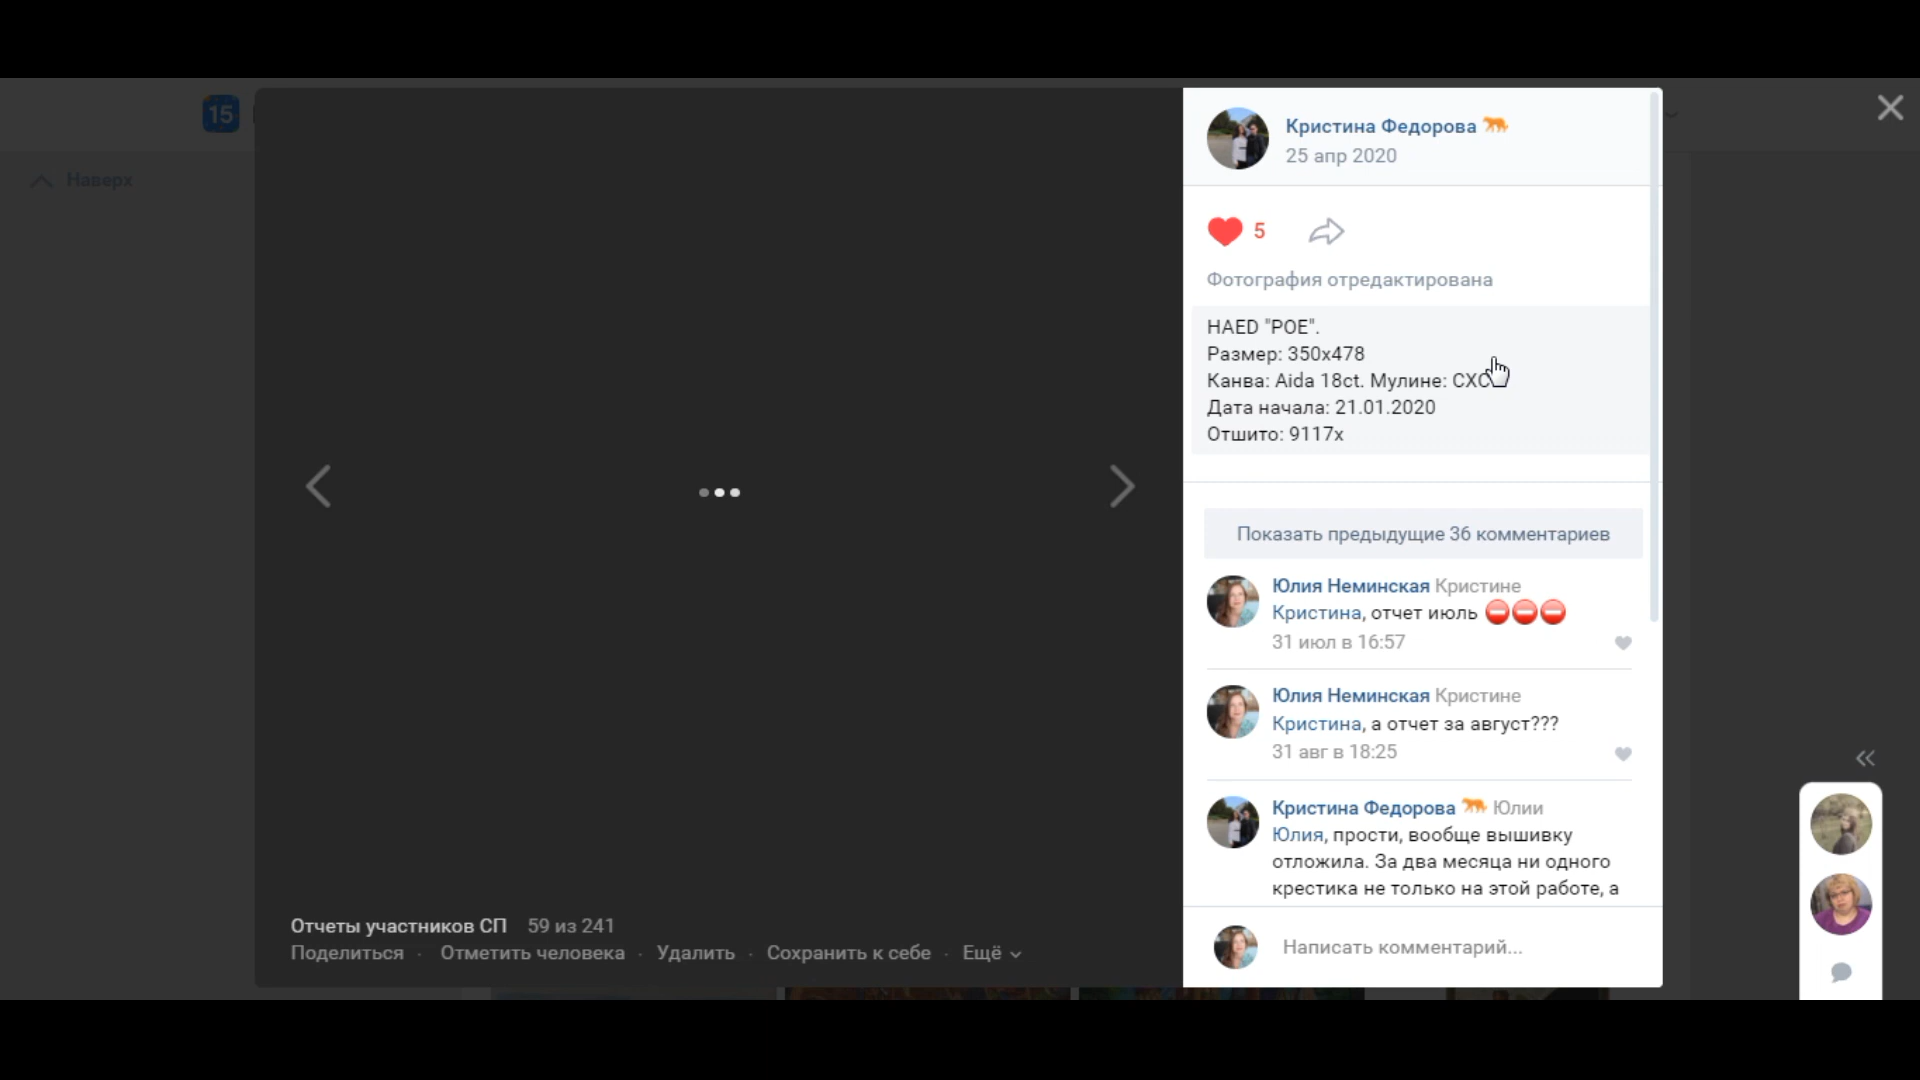 15
Наверх
Кристина Федорова
25 апр 2020
5
Фотография отредактирована
HAED "POE".
Размер: 350x478
Канва: Aida 18ct. Мулине: СХС
Дата начала: 21.01.2020
Отшито: 9117х
Показать предыдущие 36 комментариев
Юлия Неминская Кристине
Кристина, отчет июль
31 июл в 16:57
Юлия Неминская Кристине
Кристина, а отчет за август???
31 авг в 18:25
Кристина Федорова Юлии
Юлия, прости, вообще вышивку
отложила. За два месяца ни одного
крестика не только на этой работе, а
Написать комментарий...
Отчеты участников СП 59 из 241
Поделиться · Отметить человека · Удалить · Сохранить к себе · Ещё